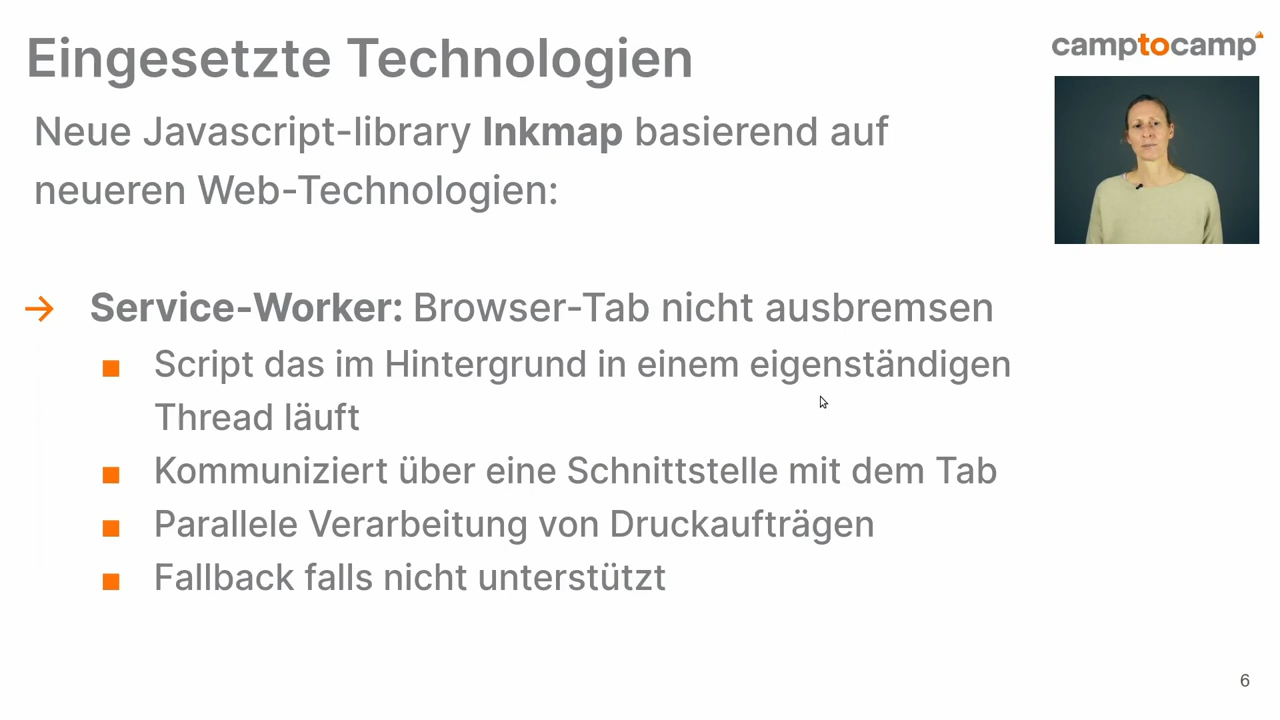 Eingesetzte Technologien
camptocamp
Neue Javascript-library Inkmap basierend auf
neueren Web-Technologien:
→ Service-Worker: Browser-Tab nicht ausbremsen
■ Script das im Hintergrund in einem eigenständigen
Thread läuft
■ Kommuniziert über eine Schnittstelle mit dem Tab
■ Parallele Verarbeitung von Druckaufträgen
■ Fallback falls nicht unterstützt
6